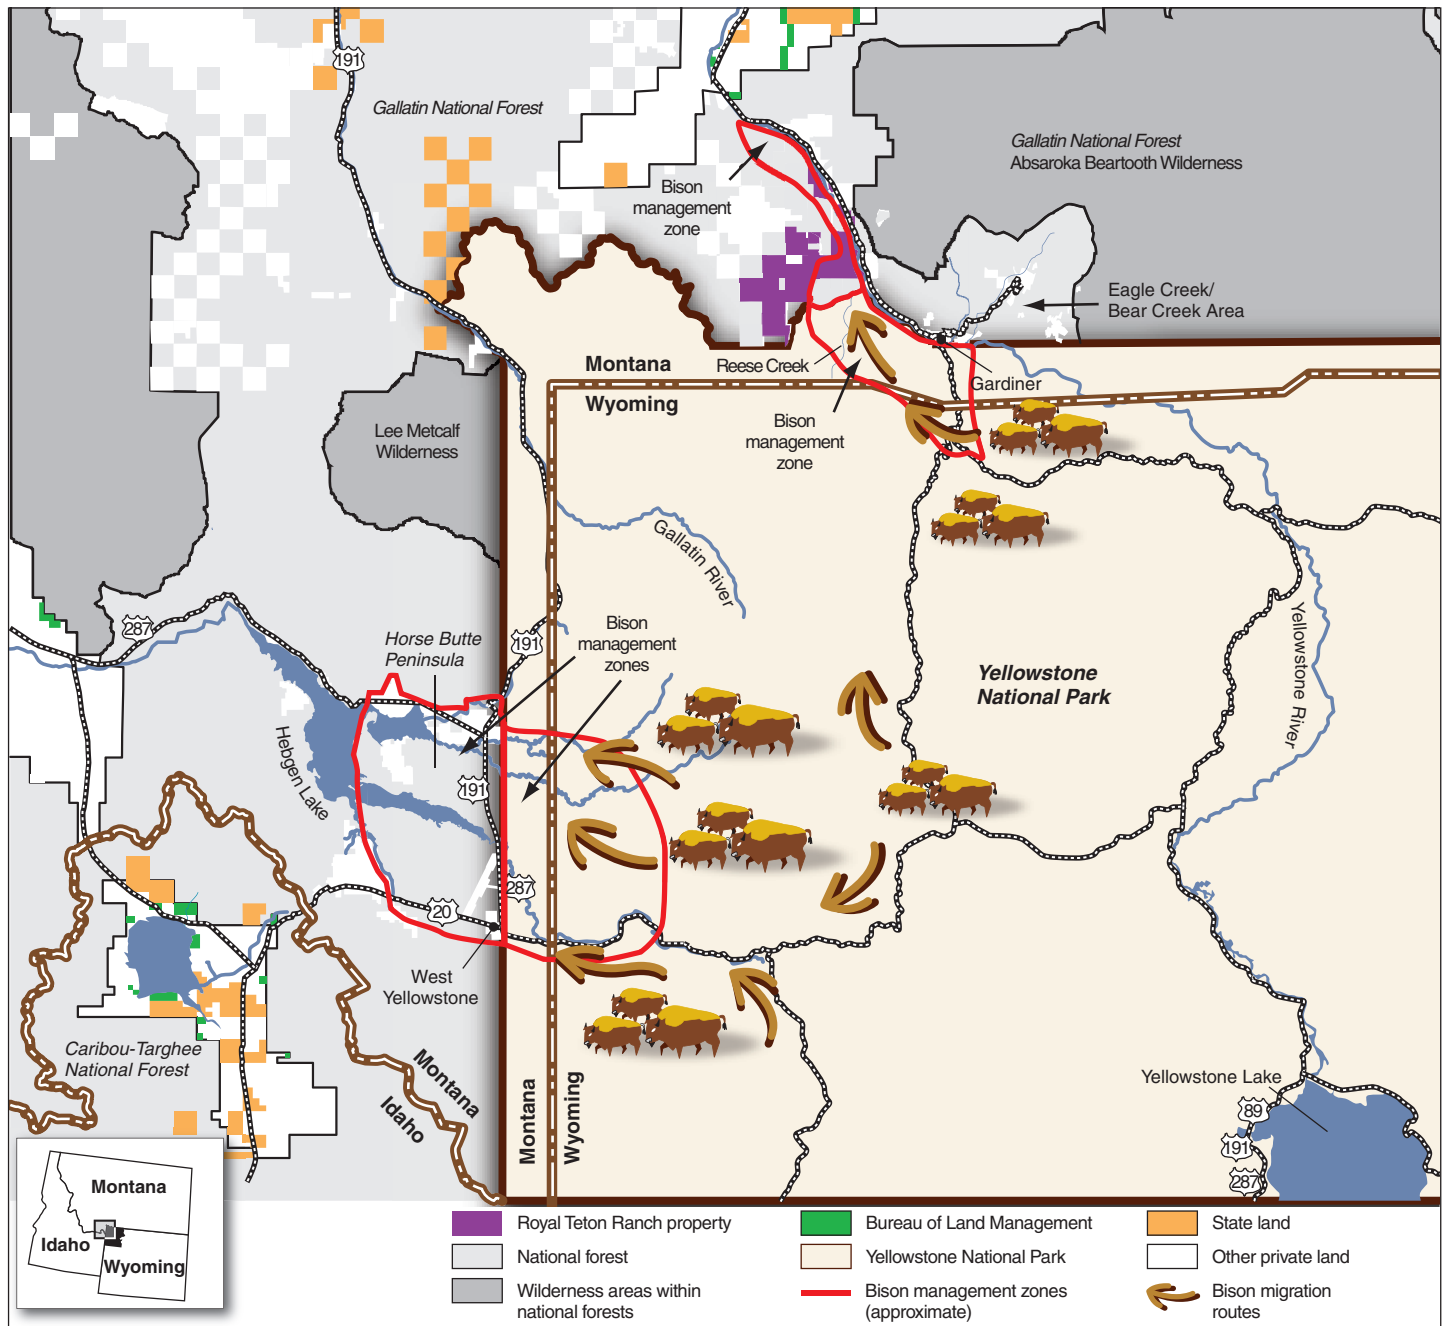 191
Gallatin National Forest
Gallatin National Forest
Absaroka Beartooth Wilderness
Bison
management
zone
Eagle Creek/
Bear Creek Area
Reese Creek
Gardiner
Montana
Wyoming
Bison
management
zone
Lee Metcalf
Wilderness
Gallatin River
Yellowstone River
287
Horse Butte
Peninsula
191
Bison
management
zones
Yellowstone
National Park
Hebgen Lake
191
287
20
West
Yellowstone
Caribou-Targhee
National Forest
Montana
Idaho
Montana
Wyoming
Yellowstone Lake
89
191
287
Montana
Idaho
Wyoming
Royal Teton Ranch property
National forest
Wilderness areas within
national forests
Bureau of Land Management
Yellowstone National Park
Bison management zones
(approximate)
State land
Other private land
Bison migration
routes